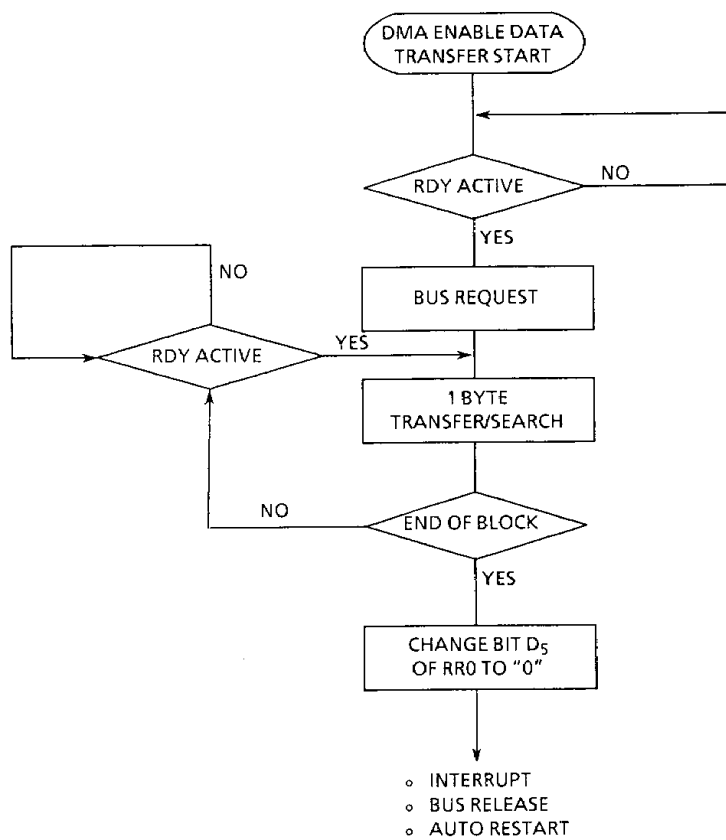 DMA ENABLE DATA
TRANSFER START
RDY ACTIVE
NO
YES
BUS REQUEST
NO
RDY ACTIVE
YES
1 BYTE
TRANSFER/SEARCH
NO
END OF BLOCK
YES
CHANGE BIT D₅
OF RR0 TO "0"
∘ INTERRUPT
∘ BUS RELEASE
∘ AUTO RESTART